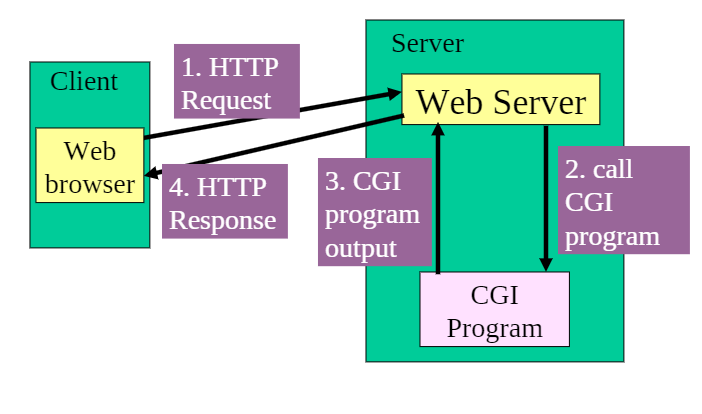 Client
Web
browser
1. HTTP
Request
4. HTTP
Response
Server
Web Server
2. call
CGI
program
3. CGI
program
output
CGI
Program